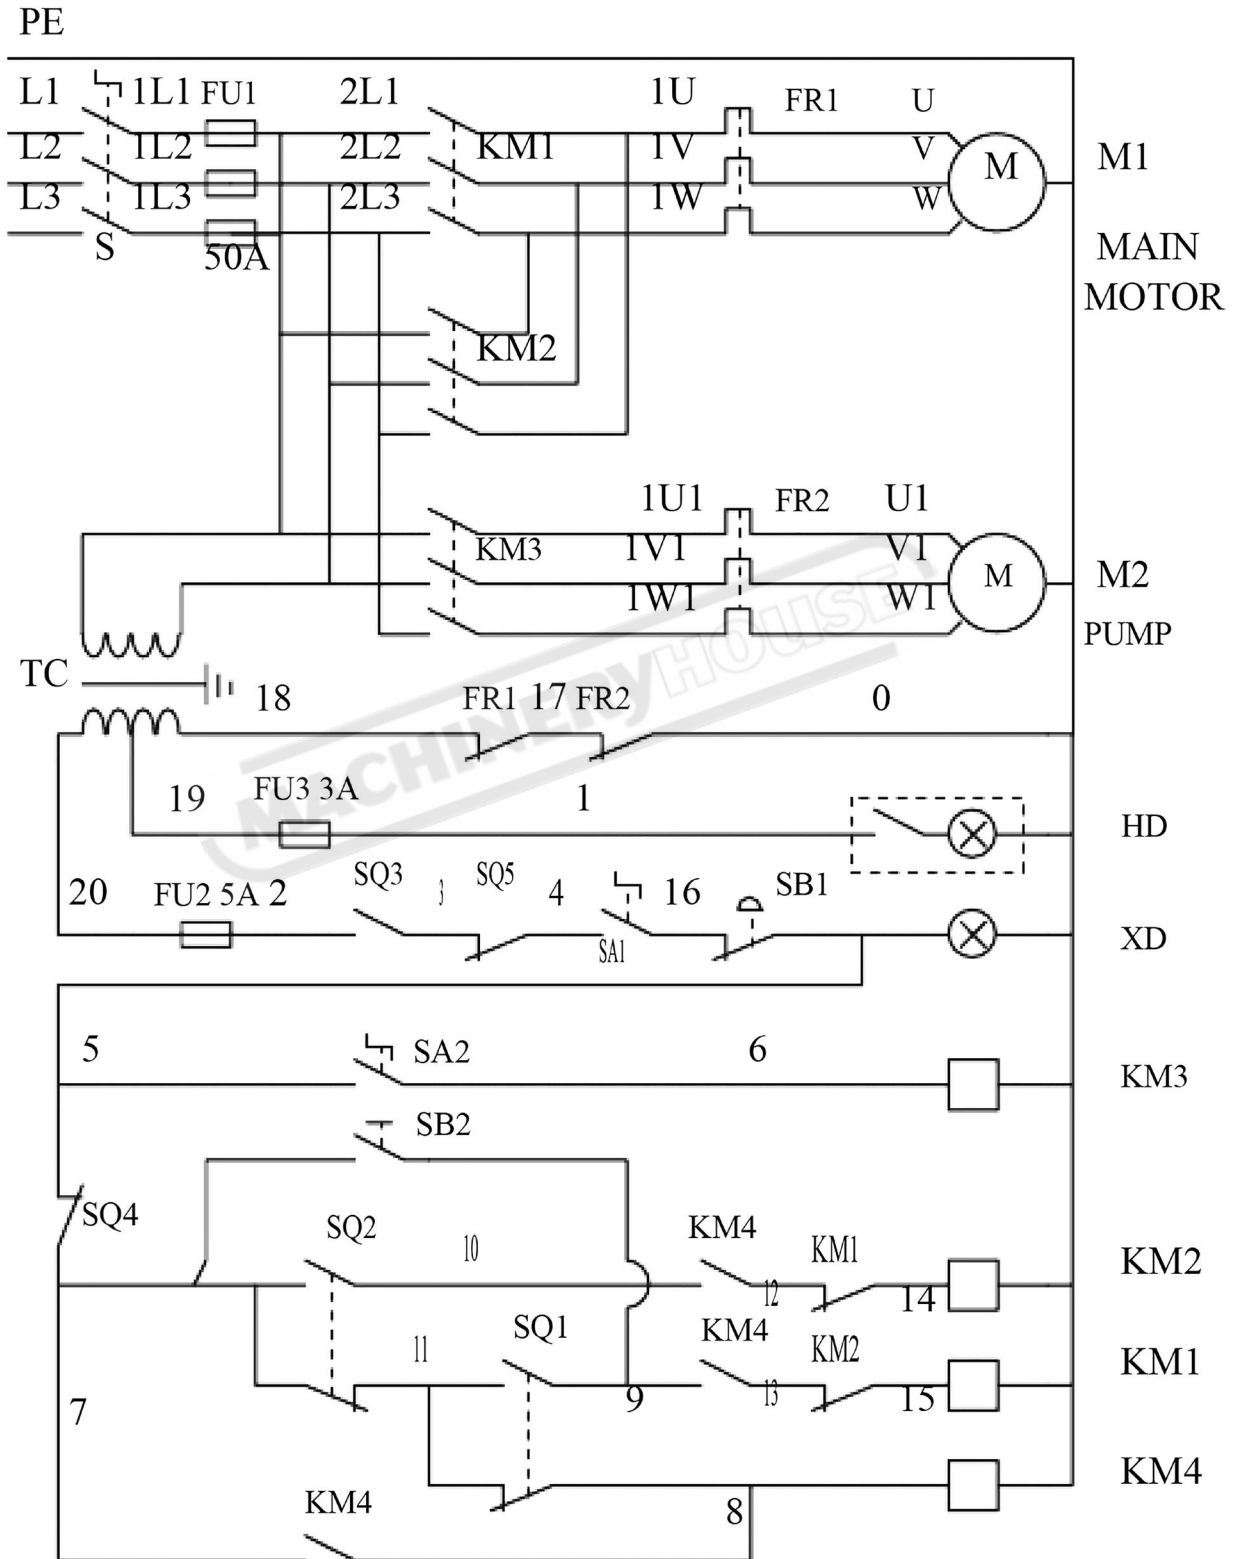 PE
L1 1L1 FU1 2L1 1U FR1 U
L2 1L2 2L2 KM1 1V V M M1
L3 1L3 2L3 1W W
S 50A MAIN
MOTOR
KM2
1U1 FR2 U1
KM3 1V1 V1
M M2
1W1 W1
PUMP
MACHINERYHOUSE
TC
18 FR1 17 FR2 0
19 FU3 3A 1 HD
20 FU2 5A 2 SQ3 3 SQ5 4 16 SB1
SA1 XD
5 SA2 6 KM3
SB2
SQ4 SQ2 10 KM4 KM1 KM2
12 14
11 SQ1 KM4 KM2 KM1
7 9 13 15
KM4 8 KM4